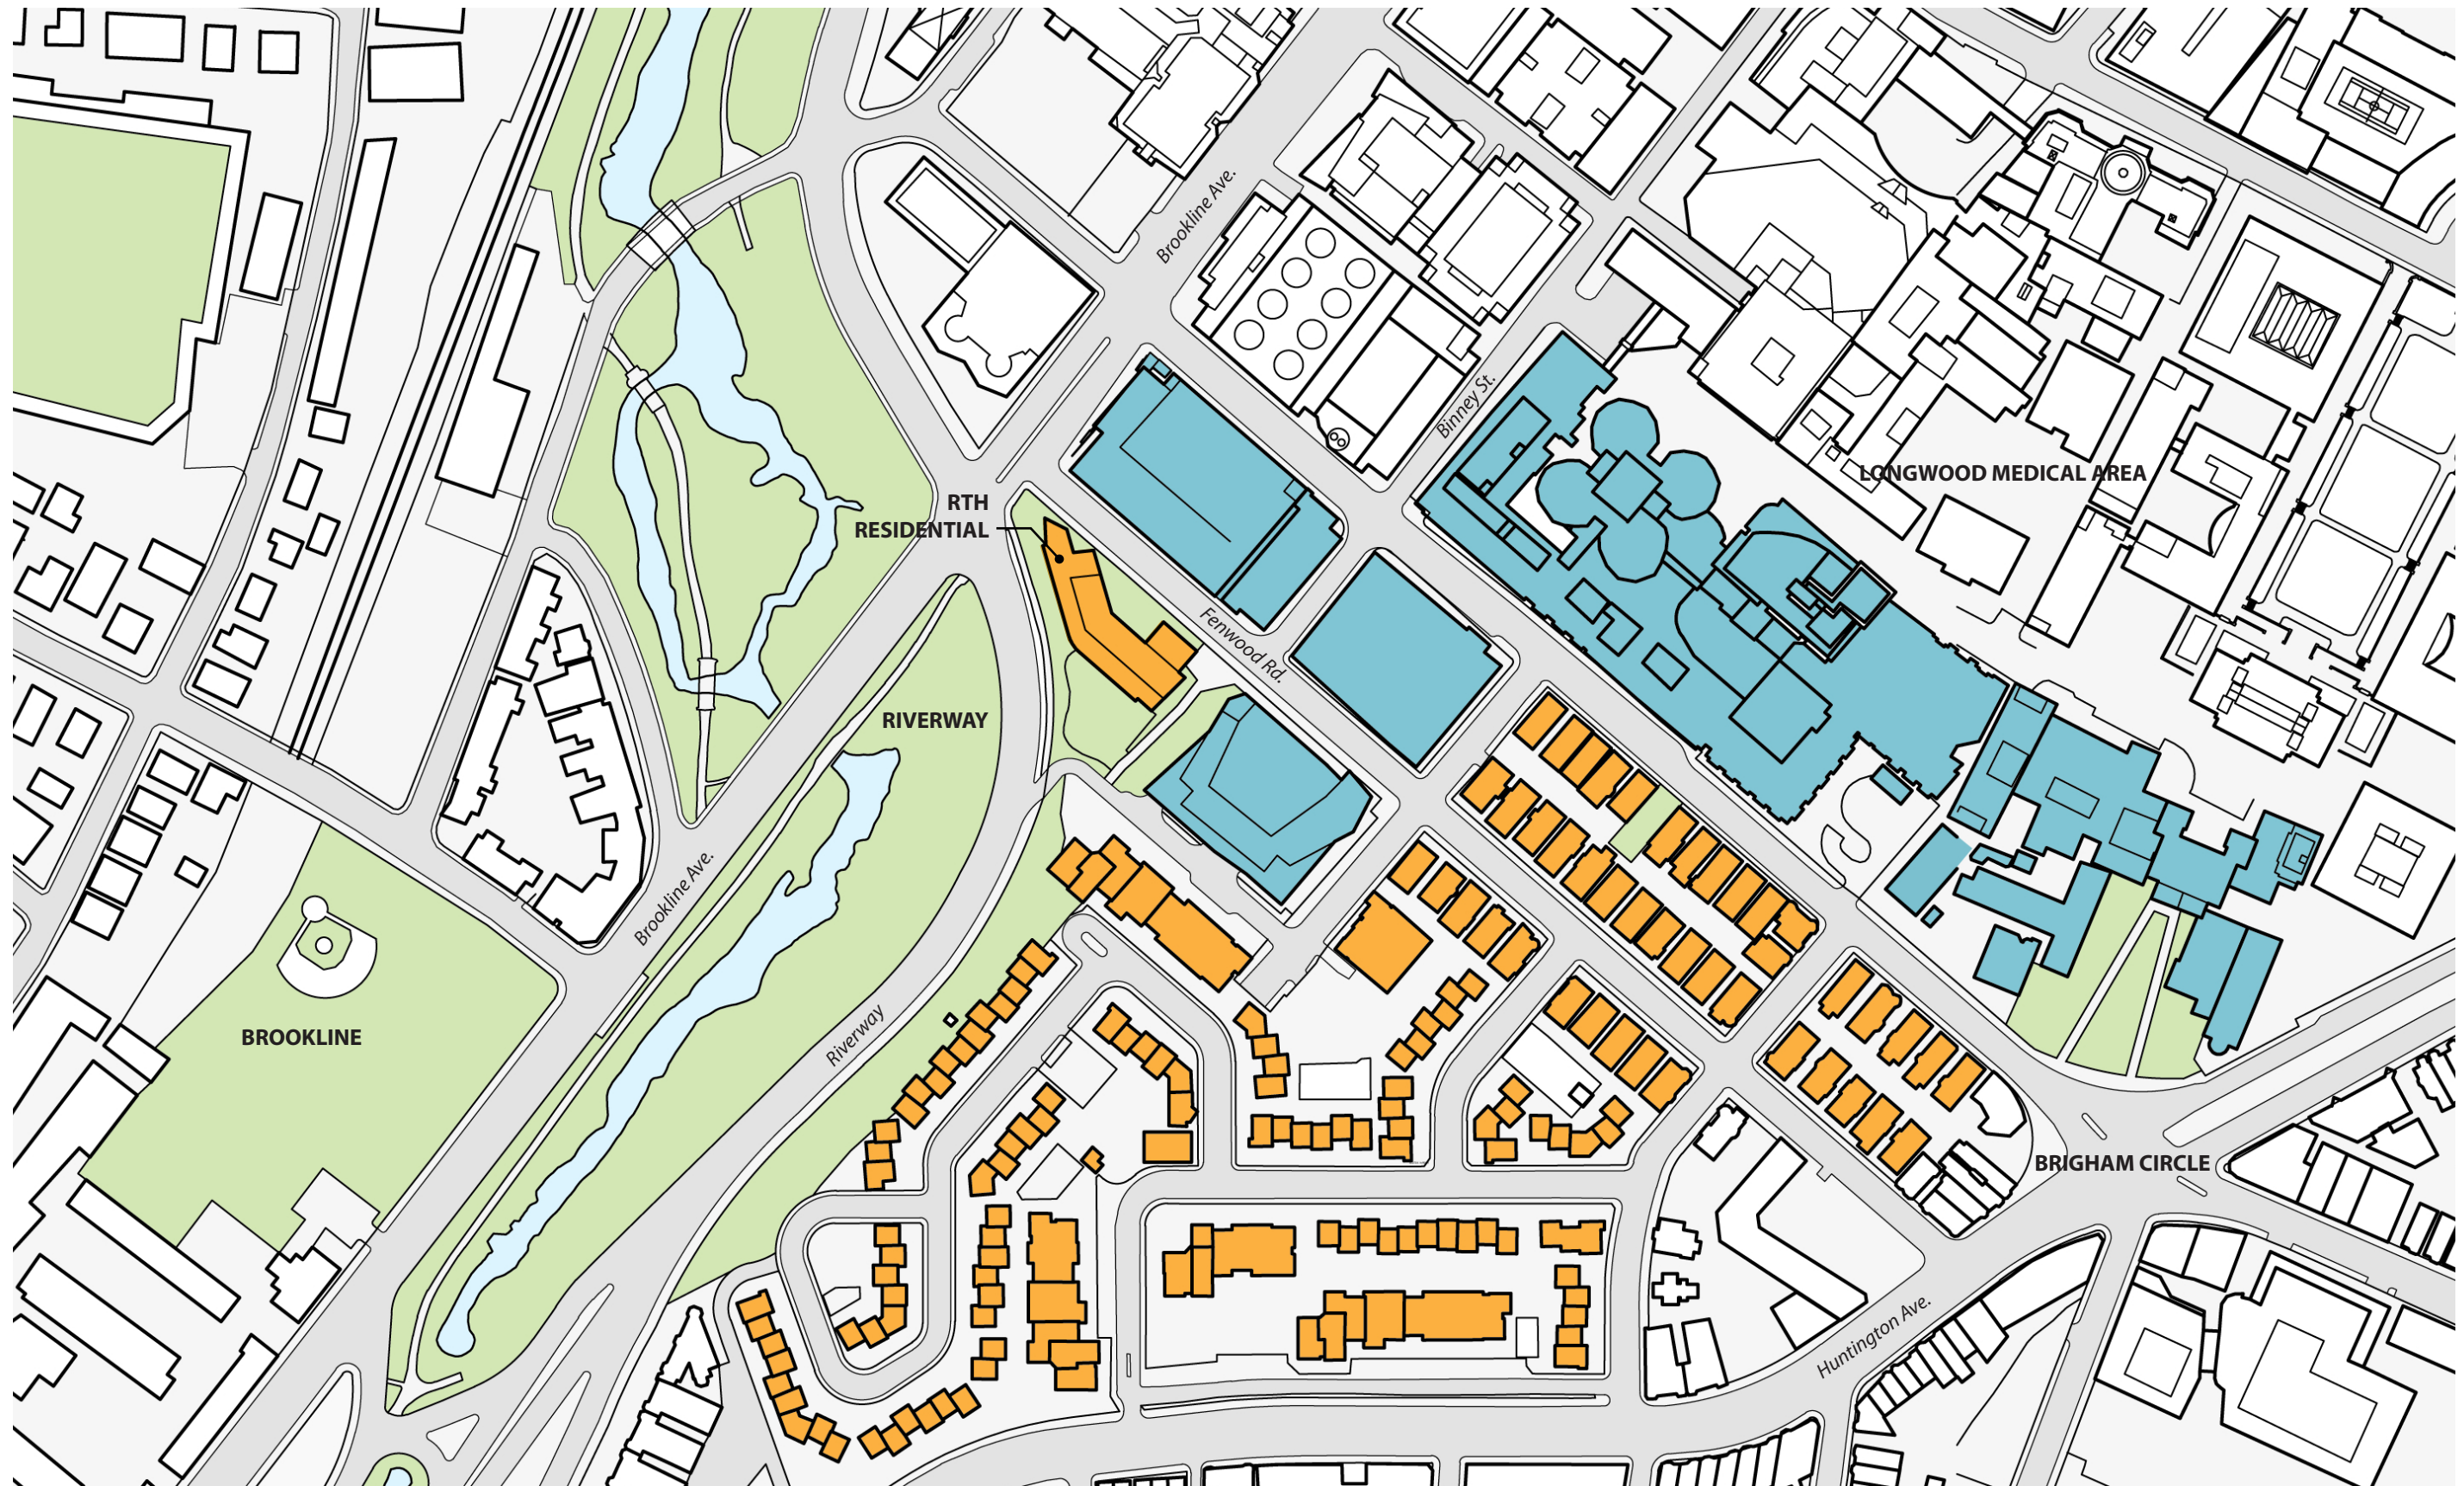 Brookline Ave.
Binney St.
LONGWOOD MEDICAL AREA
RTH
RESIDENTIAL
Fenwood Rd.
RIVERWAY
Brookline Ave.
BROOKLINE
Riverway
BRIGHAM CIRCLE
Huntington Ave.